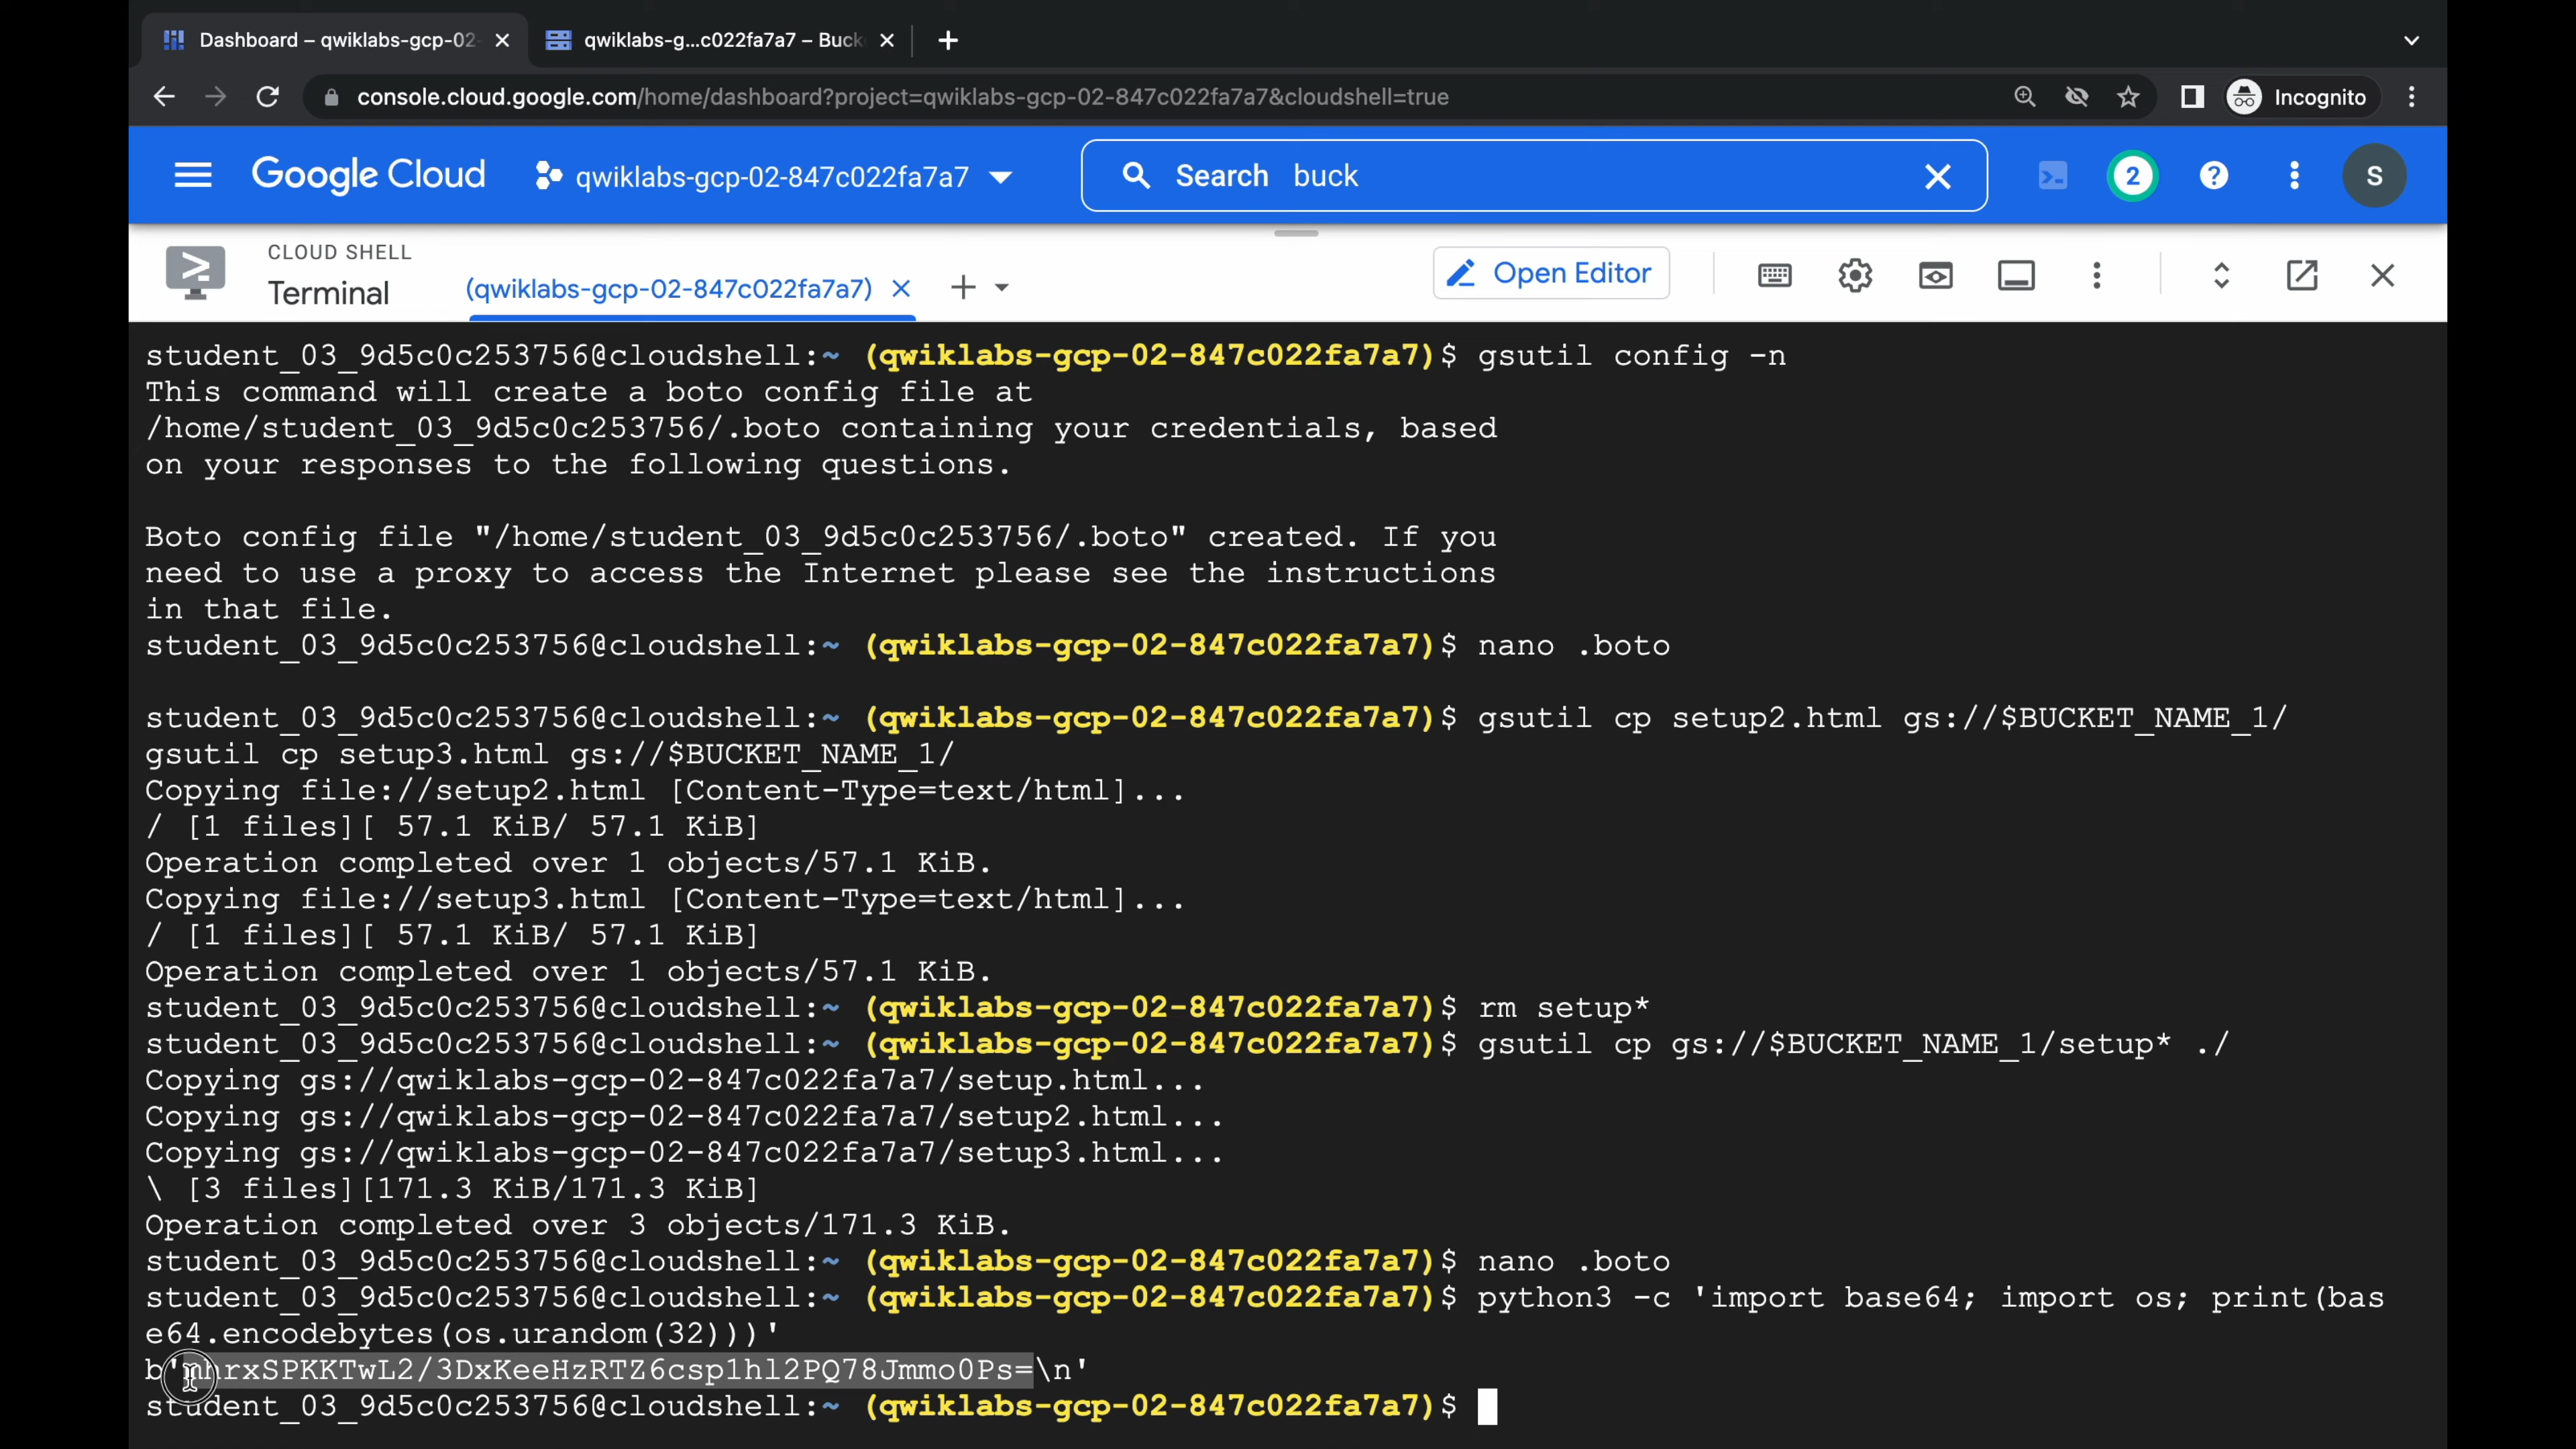 Dashboard – qwiklabs-gcp-02-
qwiklabs-g...c022fa7a7 – Buck
console.cloud.google.com/home/dashboard?project=qwiklabs-gcp-02-847c022fa7a7&cloudshell=true
Incognito
Google Cloud
qwiklabs-gcp-02-847c022fa7a7
Search buck
2
S
CLOUD SHELL
Terminal
(qwiklabs-gcp-02-847c022fa7a7)
Open Editor
student_03_9d5c0c253756@cloudshell:~ (qwiklabs-gcp-02-847c022fa7a7)$ gsutil config -n
This command will create a boto config file at
/home/student_03_9d5c0c253756/.boto containing your credentials, based
on your responses to the following questions.
Boto config file "/home/student_03_9d5c0c253756/.boto" created. If you
need to use a proxy to access the Internet please see the instructions
in that file.
student_03_9d5c0c253756@cloudshell:~ (qwiklabs-gcp-02-847c022fa7a7)$ nano .boto
student_03_9d5c0c253756@cloudshell:~ (qwiklabs-gcp-02-847c022fa7a7)$ gsutil cp setup2.html gs://$BUCKET_NAME_1/
gsutil cp setup3.html gs://$BUCKET_NAME_1/
Copying file://setup2.html [Content-Type=text/html]...
/ [1 files][ 57.1 KiB/ 57.1 KiB]
Operation completed over 1 objects/57.1 KiB.
Copying file://setup3.html [Content-Type=text/html]...
/ [1 files][ 57.1 KiB/ 57.1 KiB]
Operation completed over 1 objects/57.1 KiB.
student_03_9d5c0c253756@cloudshell:~ (qwiklabs-gcp-02-847c022fa7a7)$ rm setup*
student_03_9d5c0c253756@cloudshell:~ (qwiklabs-gcp-02-847c022fa7a7)$ gsutil cp gs://$BUCKET_NAME_1/setup* ./
Copying gs://qwiklabs-gcp-02-847c022fa7a7/setup.html...
Copying gs://qwiklabs-gcp-02-847c022fa7a7/setup2.html...
Copying gs://qwiklabs-gcp-02-847c022fa7a7/setup3.html...
\ [3 files][171.3 KiB/171.3 KiB]
Operation completed over 3 objects/171.3 KiB.
student_03_9d5c0c253756@cloudshell:~ (qwiklabs-gcp-02-847c022fa7a7)$ nano .boto
student_03_9d5c0c253756@cloudshell:~ (qwiklabs-gcp-02-847c022fa7a7)$ python3 -c 'import base64; import os; print(bas
e64.encodebytes(os.urandom(32)))'
b'mhrxSPKKTwL2/3DxKeeHzRTZ6csp1hl2PQ78Jmmo0Ps=\n'
student_03_9d5c0c253756@cloudshell:~ (qwiklabs-gcp-02-847c022fa7a7)$